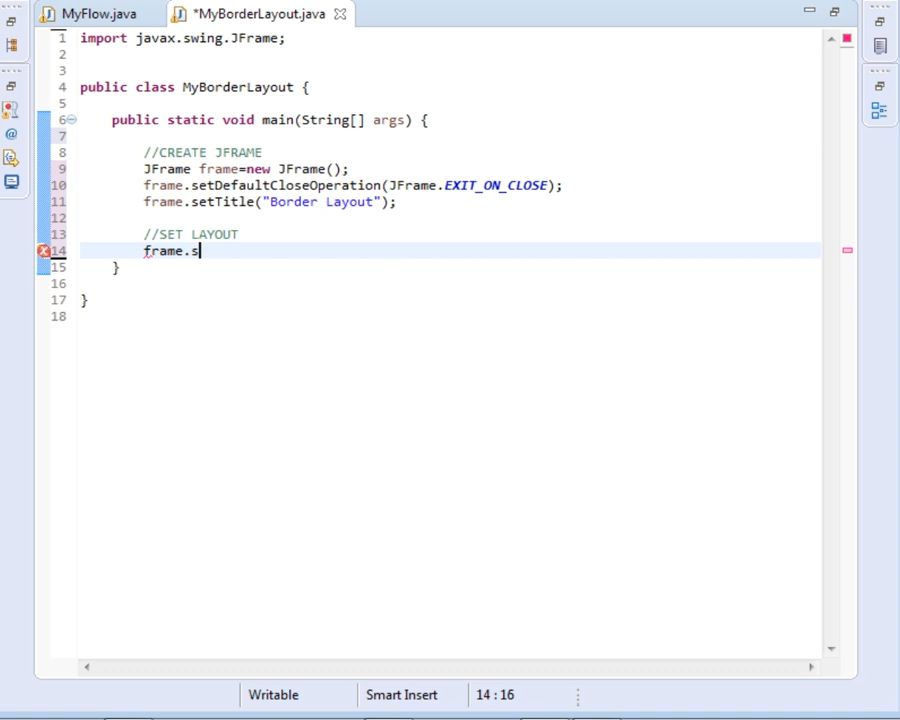 MyFlow.java
*MyBorderLayout.java
1 import javax.swing.JFrame;
2
3
4 public class MyBorderLayout {
5
6 public static void main(String[] args) {
7
8 //CREATE JFRAME
9 JFrame frame=new JFrame();
10 frame.setDefaultCloseOperation(JFrame.EXIT_ON_CLOSE);
11 frame.setTitle("Border Layout");
12
13 //SET LAYOUT
14 frame.s
15 }
16
17 }
18
Writable
Smart Insert
14 : 16